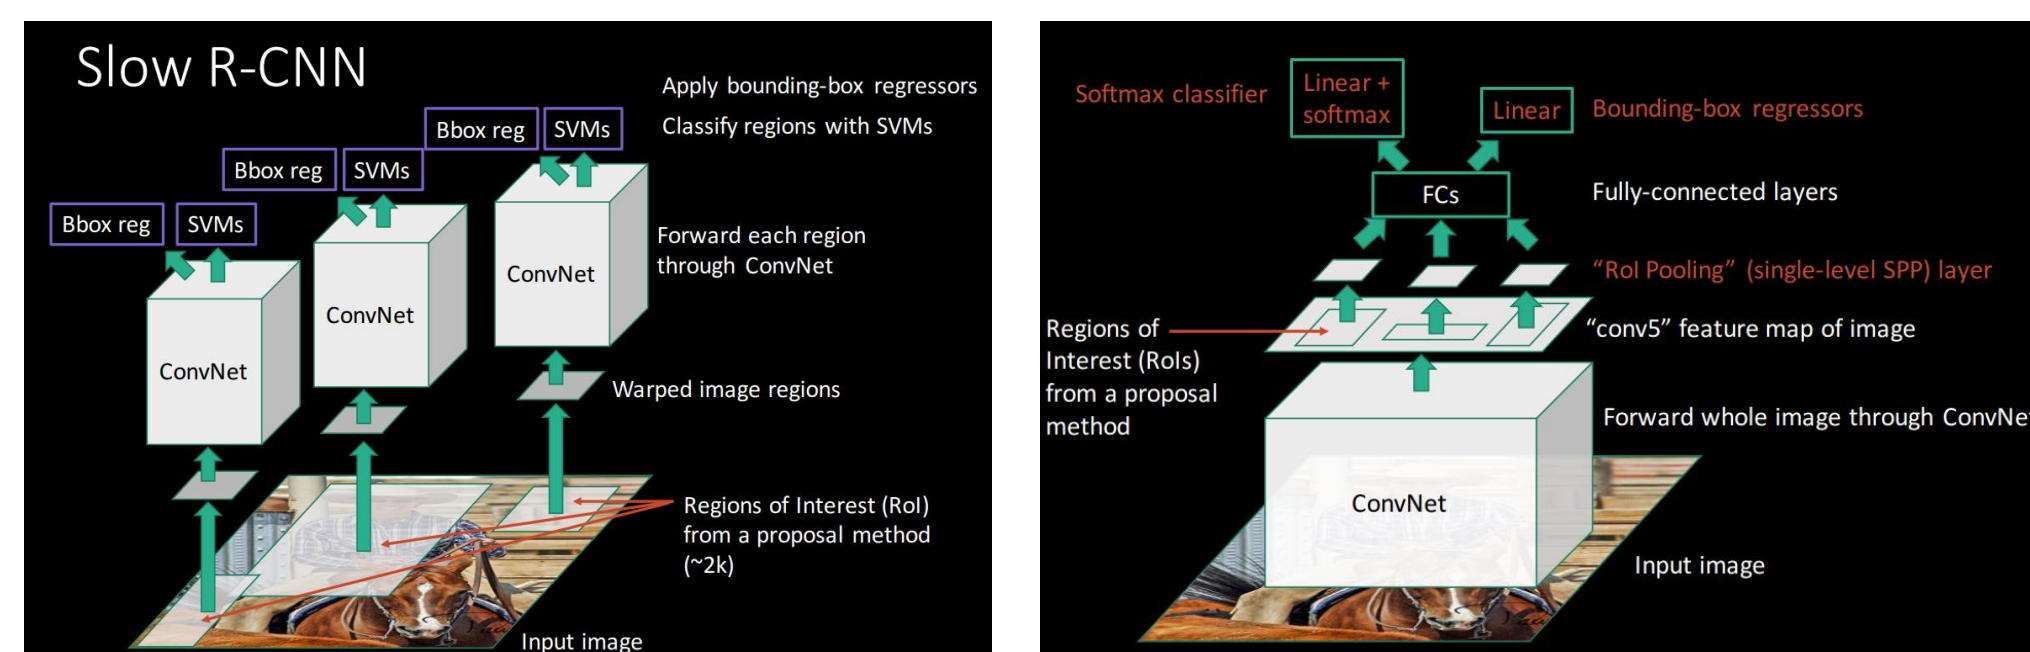 Slow R-CNN
Apply bounding-box regressors
Classify regions with SVMs
Bbox reg
SVMs
Bbox reg
SVMs
Bbox reg
SVMs
ConvNet
ConvNet
ConvNet
Forward each region
through ConvNet
Warped image regions
Regions of Interest (RoI)
from a proposal method
(~2k)
Input image
Softmax classifier
Linear +
softmax
Linear
Bounding-box regressors
FCs
Fully-connected layers
“RoI Pooling” (single-level SPP) layer
Regions of
Interest (RoIs)
from a proposal
method
“conv5” feature map of image
Forward whole image through ConvNe
ConvNet
Input image